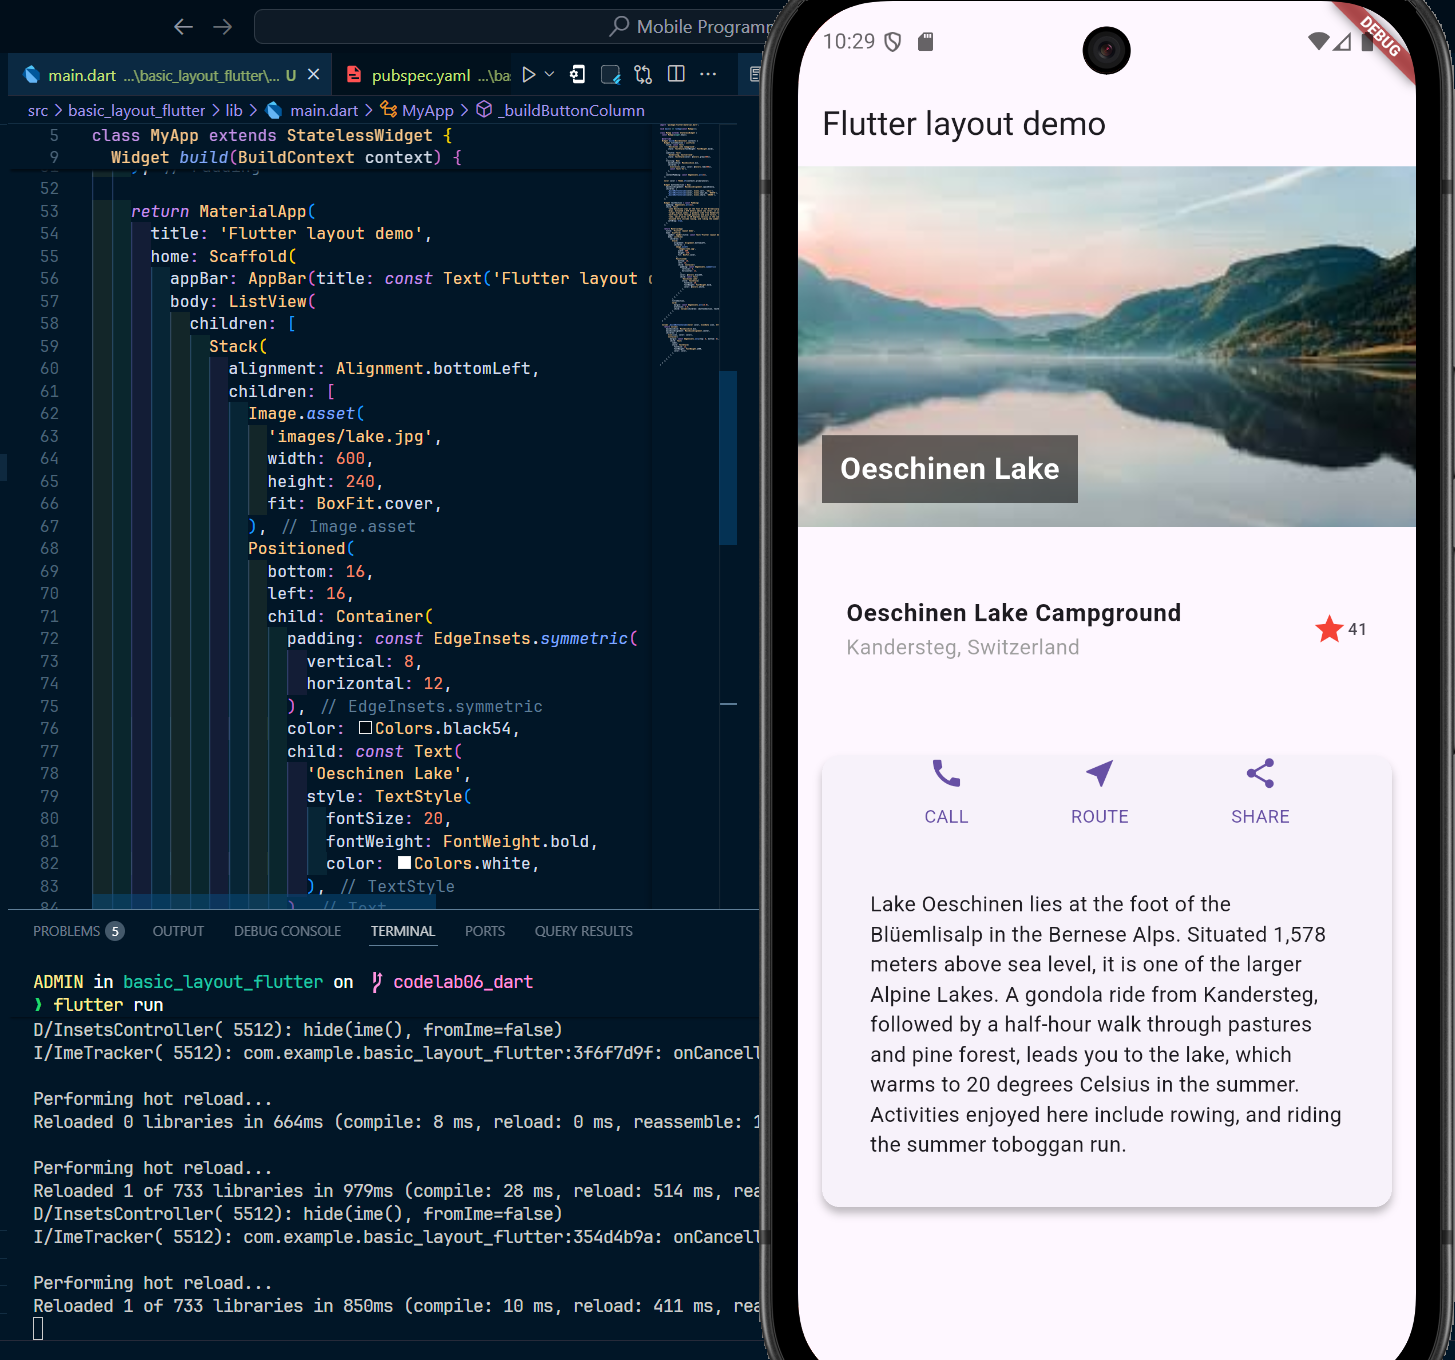 Mobile Programm
main.dart ...\basic_layout_flutter\... U
pubspec.yaml ...\ba
src > basic_layout_flutter > lib > main.dart > MyApp > _buildButtonColumn
5 class MyApp extends StatelessWidget {
9 Widget build(BuildContext context) {
52
53 return MaterialApp(
54 title: 'Flutter layout demo',
55 home: Scaffold(
56 appBar: AppBar(title: const Text('Flutter layout
57 body: ListView(
58 children: [
59 Stack(
60 alignment: Alignment.bottomLeft,
61 children: [
62 Image.asset(
63 'images/lake.jpg',
64 width: 600,
65 height: 240,
66 fit: BoxFit.cover,
67 ), // Image.asset
68 Positioned(
69 bottom: 16,
70 left: 16,
71 child: Container(
72 padding: const EdgeInsets.symmetric(
73 vertical: 8,
74 horizontal: 12,
75 ), // EdgeInsets.symmetric
76 color: Colors.black54,
77 child: const Text(
78 'Oeschinen Lake',
79 style: TextStyle(
80 fontSize: 20,
81 fontWeight: FontWeight.bold,
82 color: Colors.white,
83 ), // TextStyle
84 ), // Text
PROBLEMS 5 OUTPUT DEBUG CONSOLE TERMINAL PORTS QUERY RESULTS
ADMIN in basic_layout_flutter on codelab06_dart
❯ flutter run
D/InsetsController( 5512): hide(ime(), fromIme=false)
I/ImeTracker( 5512): com.example.basic_layout_flutter:3f6f7d9f: onCancell
Performing hot reload...
Reloaded 0 libraries in 664ms (compile: 8 ms, reload: 0 ms, reassemble: 1
Performing hot reload...
Reloaded 1 of 733 libraries in 979ms (compile: 28 ms, reload: 514 ms, rea
D/InsetsController( 5512): hide(ime(), fromIme=false)
I/ImeTracker( 5512): com.example.basic_layout_flutter:354d4b9a: onCancell
Performing hot reload...
Reloaded 1 of 733 libraries in 850ms (compile: 10 ms, reload: 411 ms, rea
10:29
DEBUG
Flutter layout demo
Oeschinen Lake
Oeschinen Lake Campground
Kandersteg, Switzerland
41
CALL
ROUTE
SHARE
Lake Oeschinen lies at the foot of the
Blüemlisalp in the Bernese Alps. Situated 1,578
meters above sea level, it is one of the larger
Alpine Lakes. A gondola ride from Kandersteg,
followed by a half-hour walk through pastures
and pine forest, leads you to the lake, which
warms to 20 degrees Celsius in the summer.
Activities enjoyed here include rowing, and riding
the summer toboggan run.